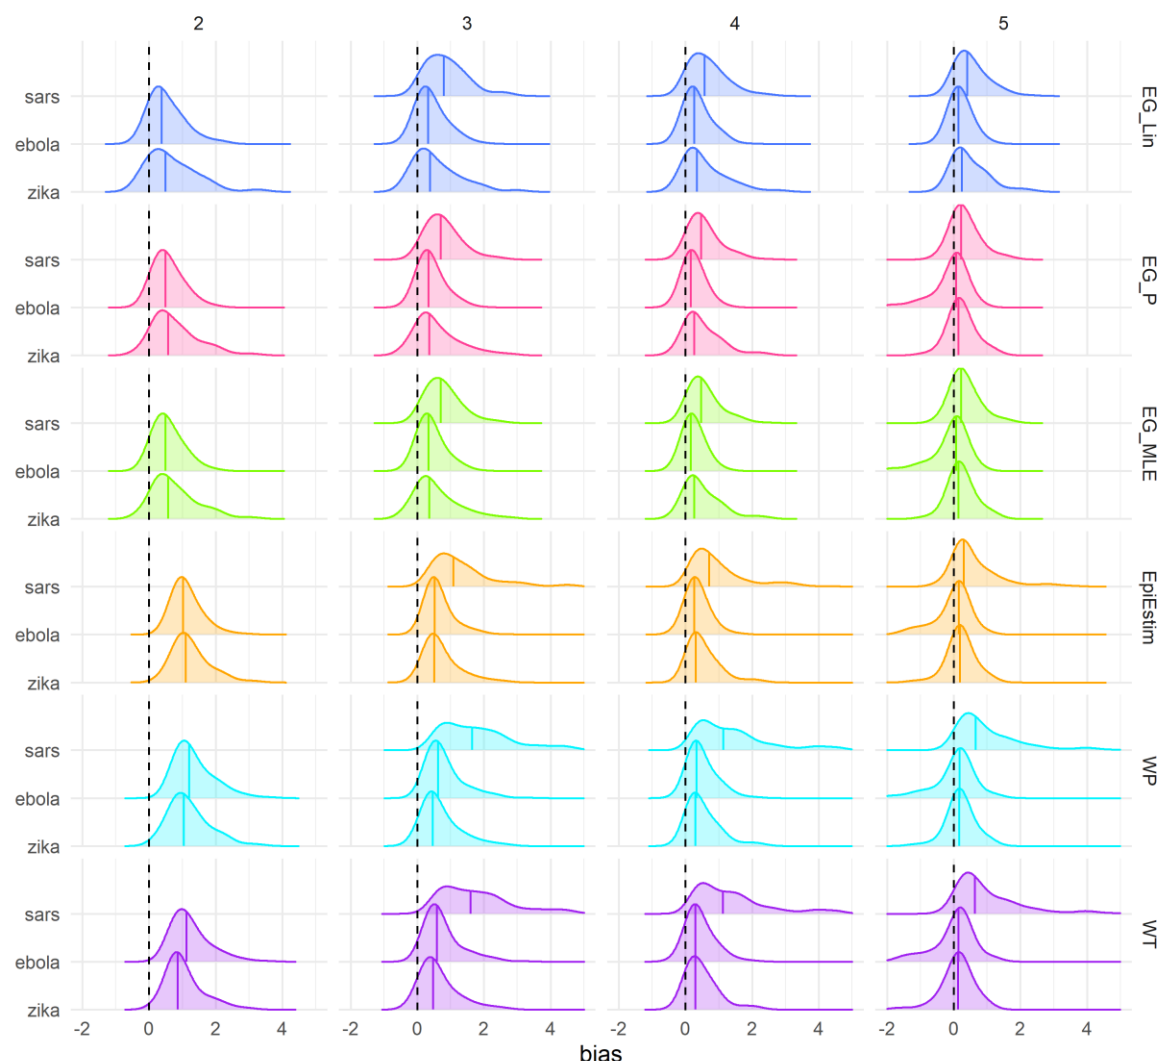 2 3 4 5
sars
ebola
zika
EG_Lin
sars
ebola
zika
EG_P
sars
ebola
zika
EG_MLE
sars
ebola
zika
EpiEstim
sars
ebola
zika
WP
sars
ebola
zika
WT
-2 0 2 4 -2 0 2 4 -2 0 2 4 -2 0 2 4
bias